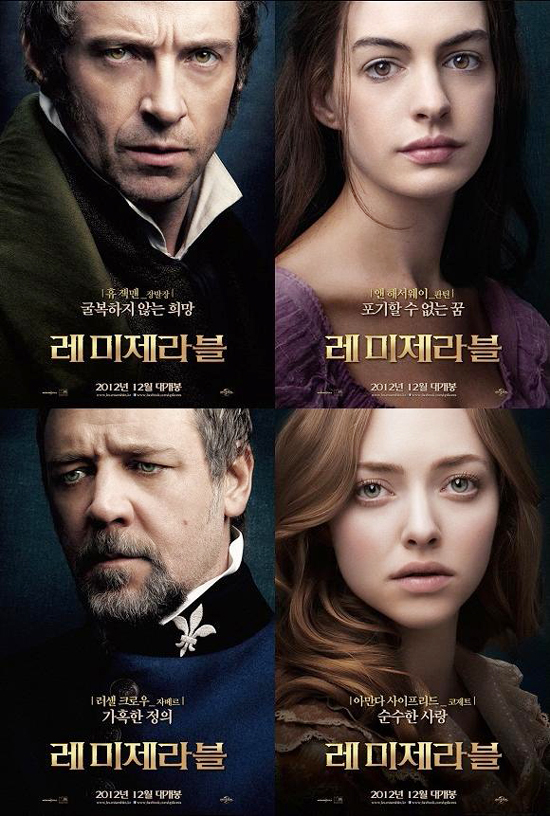 | 휴 잭맨_장발장 |
굴복하지 않는 희망
레미제라블
2012년 12월 대개봉
| 앤 해서웨이_판틴 |
포기할 수 없는 꿈
레미제라블
2012년 12월 대개봉
| 러셀 크로우_자베르 |
가혹한 정의
레미제라블
2012년 12월 대개봉
| 아만다 사이프리드_코제트 |
순수한 사랑
레미제라블
2012년 12월 대개봉